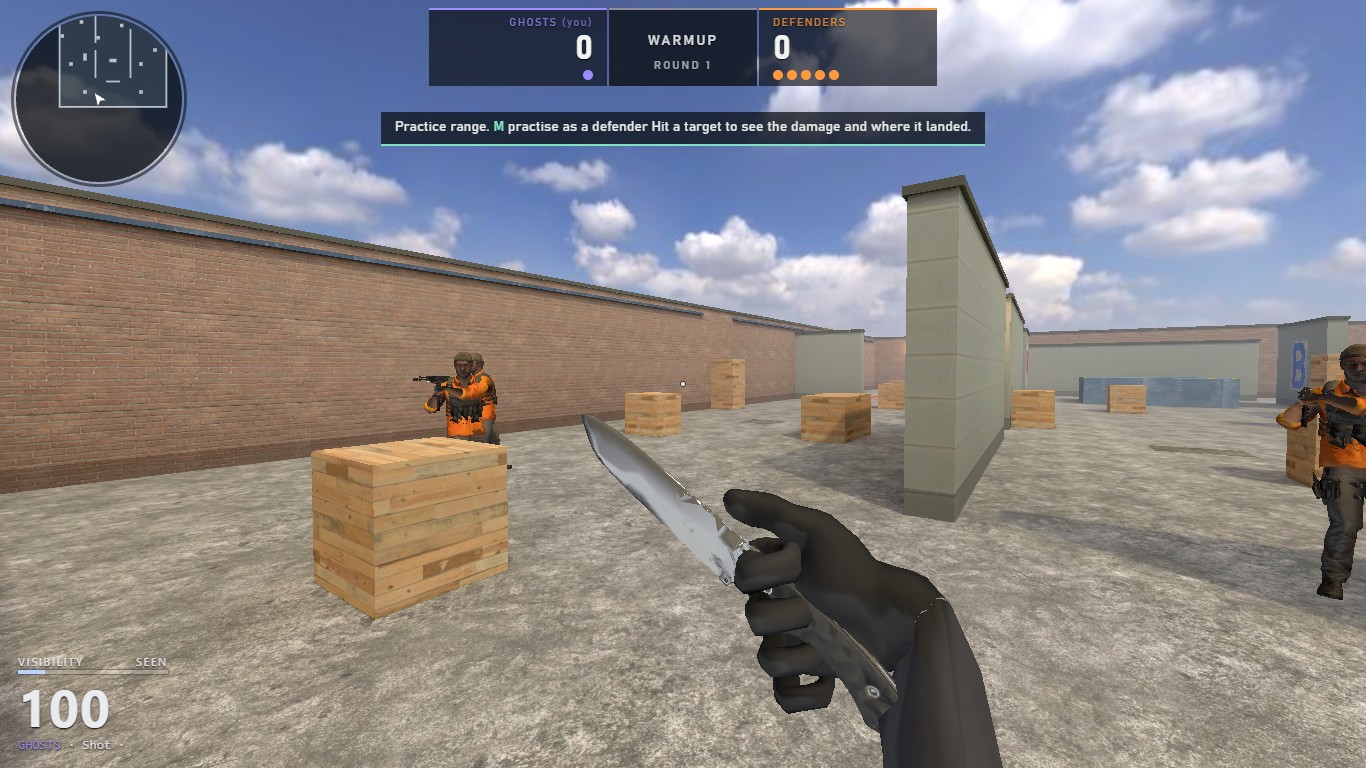 GHOSTS (you)
0
WARMUP
ROUND 1
DEFENDERS
0
Practice range. M practise as a defender Hit a target to see the damage and where it landed.
B
VISIBILITY SEEN
100
GHOSTS · Shot ·